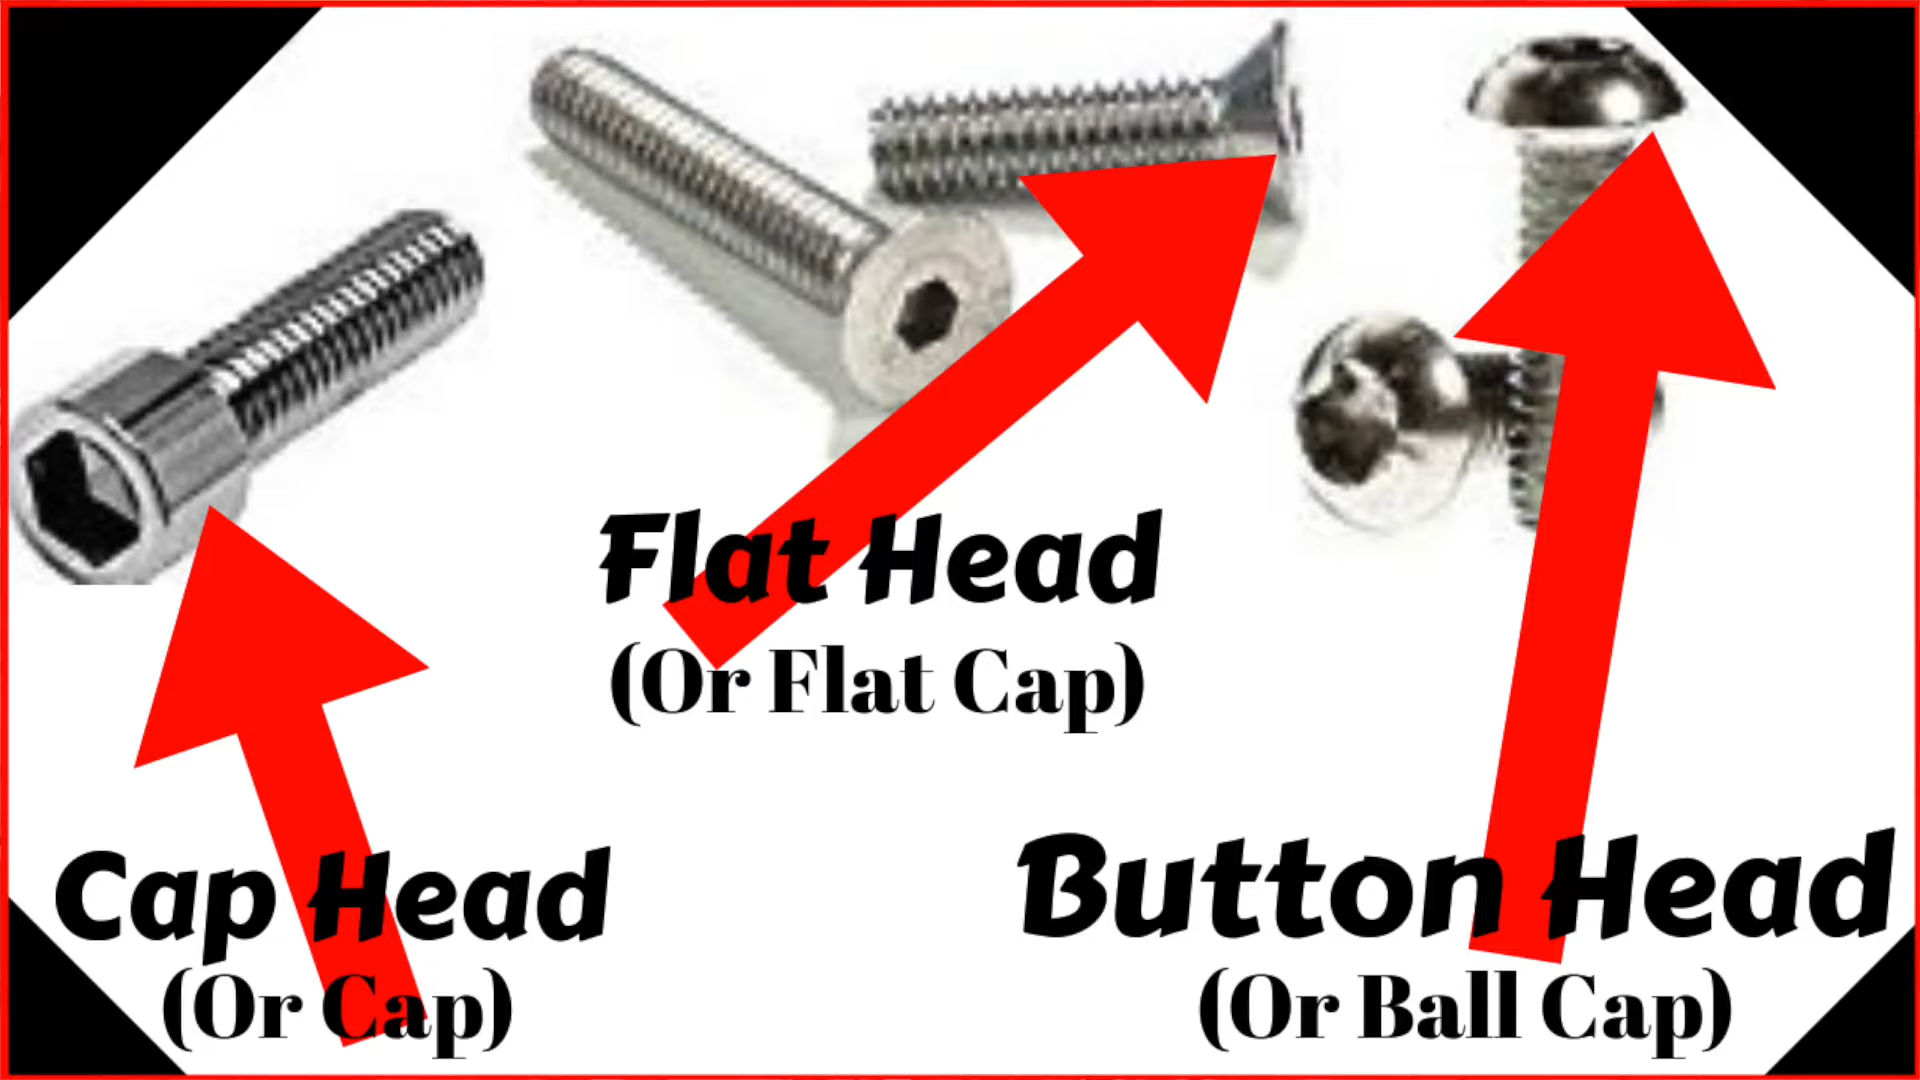 Flat Head
(Or Flat Cap)
Cap Head
(Or Cap)
Button Head
(Or Ball Cap)